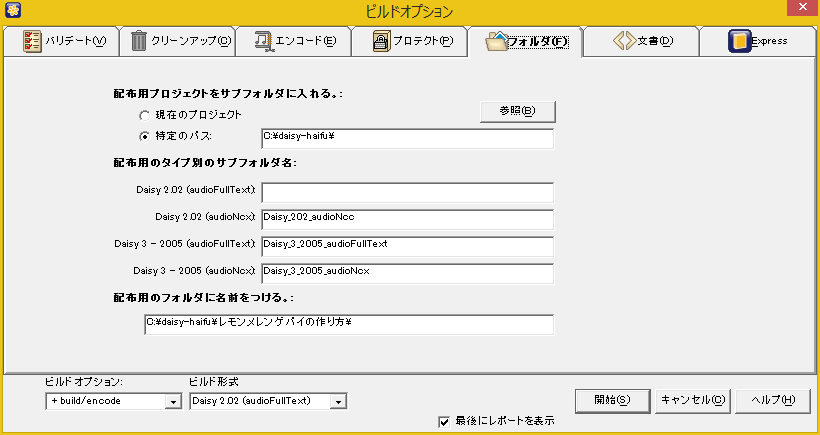 ビルドオプション
バリデート(V)
クリーンアップ(C)
エンコード(E)
プロテクト(P)
フォルダ(F)
文書(D)
Express
配布用プロジェクトをサブフォルダに入れる。:
現在のプロジェクト
参照(B)
特定のパス:
C:¥daisy-haifu¥
配布用のタイプ別のサブフォルダ名:
Daisy 2.02 (audioFullText):
Daisy 2.02 (audioNcx):
Daisy_202_audioNcc
Daisy 3 - 2005 (audioFullText):
Daisy_3_2005_audioFullText
Daisy 3 - 2005 (audioNcx):
Daisy_3_2005_audioNcx
配布用のフォルダに名前をつける。:
C:¥daisy-haifu¥レモンメレンゲパイの作り方¥
ビルドオプション:
ビルド形式
+ build/encode
Daisy 2.02 (audioFullText)
開始(S)
キャンセル(C)
ヘルプ(H)
最後にレポートを表示